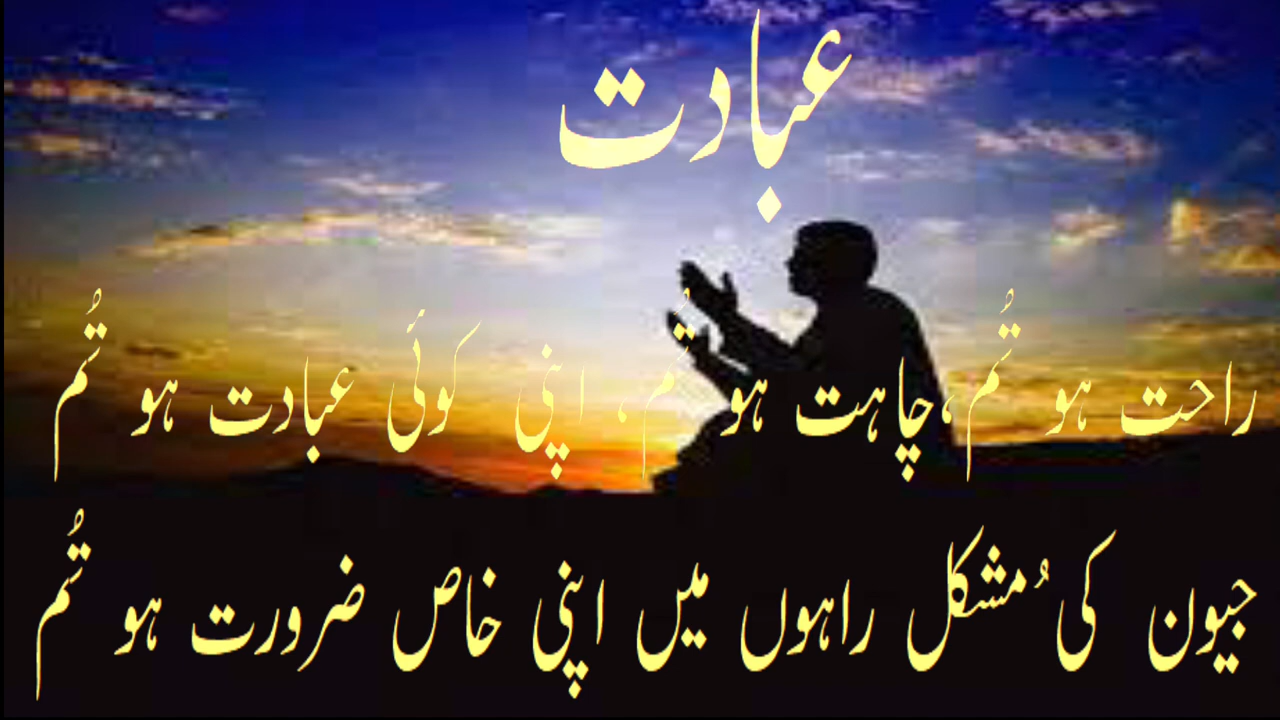 عبادت
راحت ہو تُم،چاہت ہو تُم، اپنی کوئی عبادت ہو تُم
جیون کی مُشکل راہوں میں اپنی خاص ضرورت ہو تُم